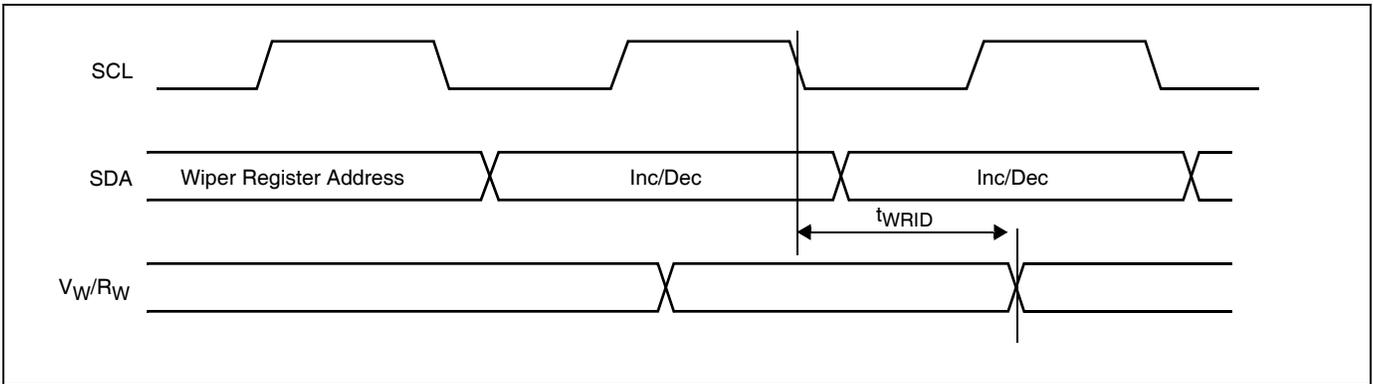 SCL
SDA
Wiper Register Address
Inc/Dec
Inc/Dec
tWRID
VW/RW